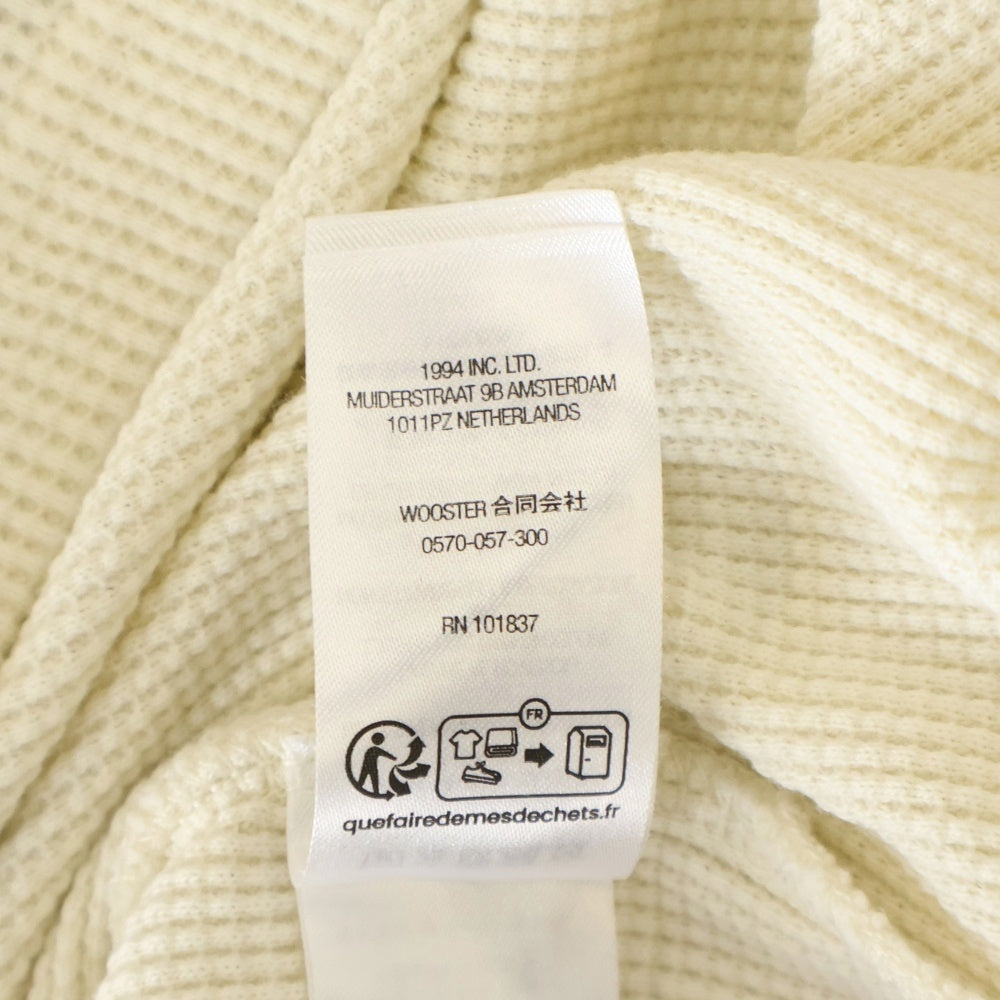 1994 INC. LTD.
MUIDERSTRAAT 9B AMSTERDAM
1011PZ NETHERLANDS
WOOSTER 合同会社
0570-057-300
RN 101837
FR
quefairedemesdechets.fr